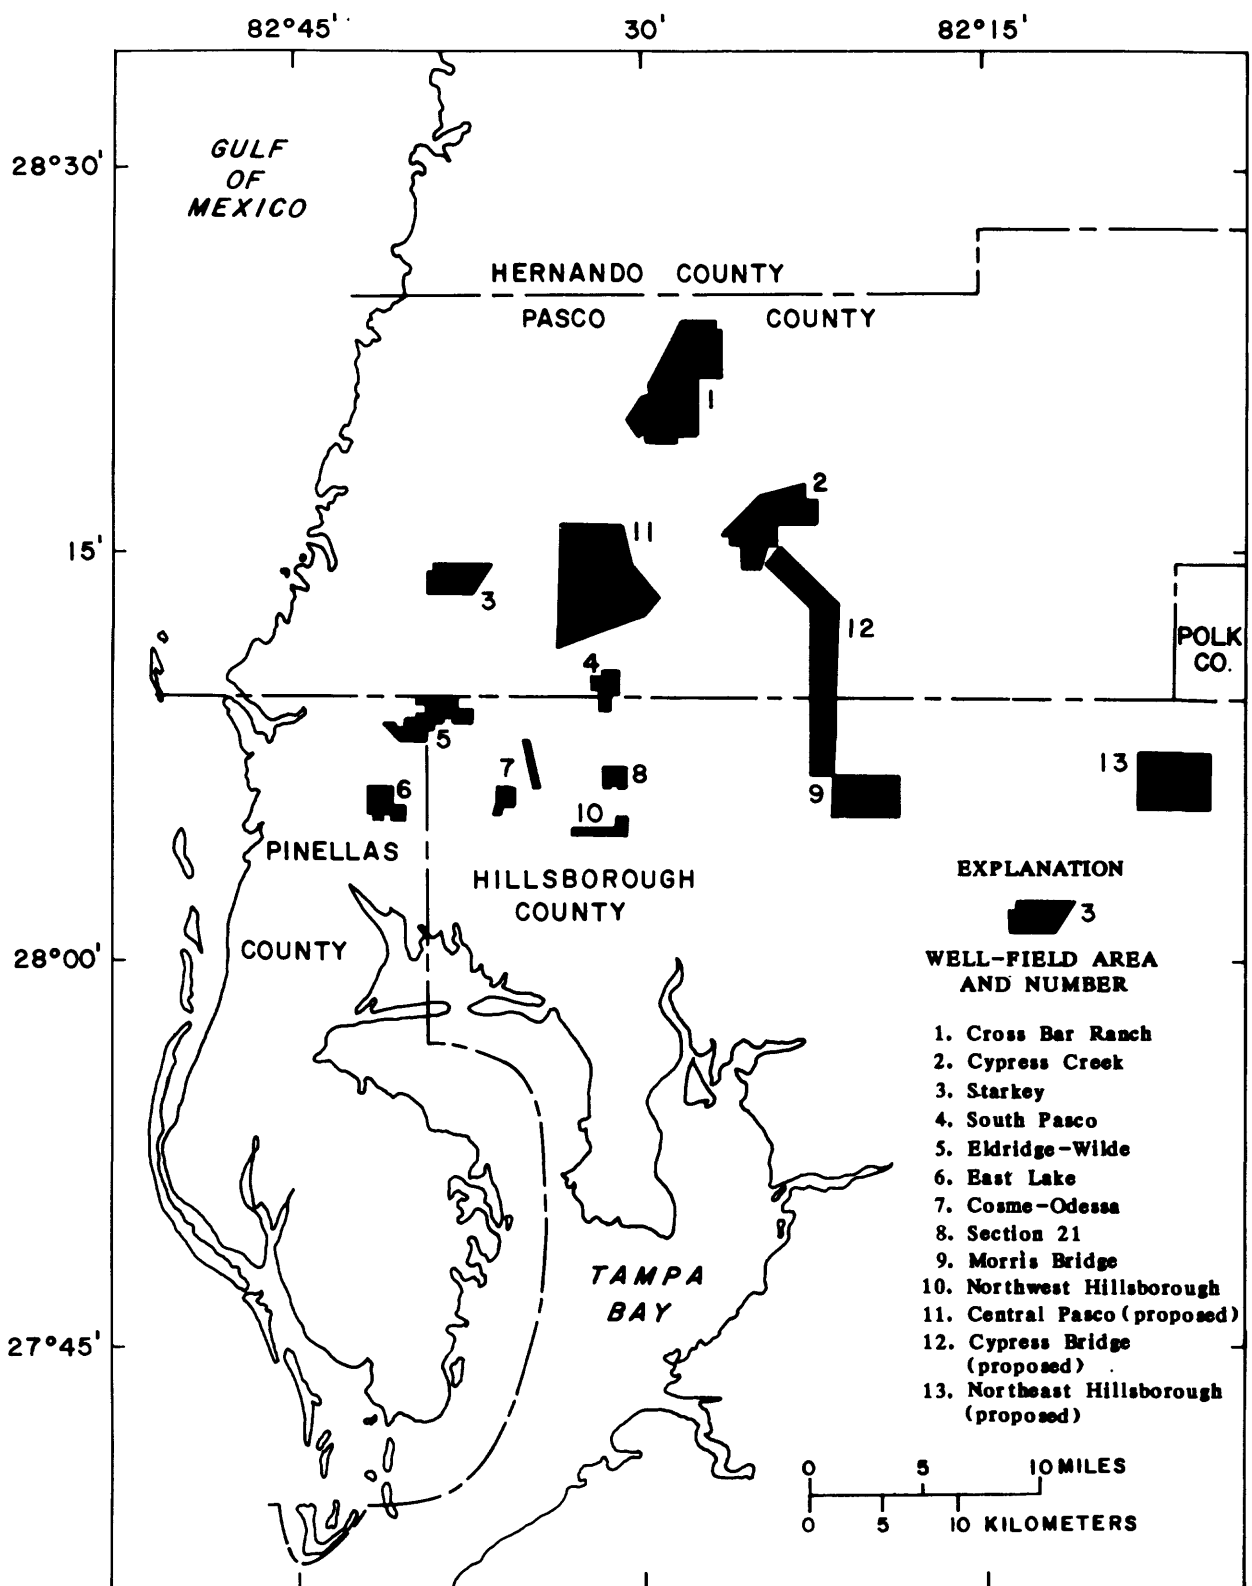 82°45' 30' 82°15'
28°30'
GULF
OF
MEXICO
HERNANDO COUNTY
PASCO COUNTY
1
2
11
15'
3
12
POLK
CO.
4
5
13
7
8
6
9
10
PINELLAS
EXPLANATION
HILLSBOROUGH
COUNTY
3
COUNTY
28°00'
WELL-FIELD AREA
AND NUMBER
1. Cross Bar Ranch
2. Cypress Creek
3. Starkey
4. South Pasco
5. Eldridge-Wilde
6. East Lake
7. Cosme-Odessa
8. Section 21
9. Morris Bridge
10. Northwest Hillsborough
11. Central Pasco (proposed)
12. Cypress Bridge
(proposed)
13. Northeast Hillsborough
(proposed)
TAMPA
BAY
27°45'
0 5 10 MILES
0 5 10 KILOMETERS